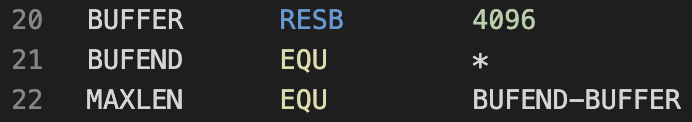 20 BUFFER RESB 4096
21 BUFEND EQU *
22 MAXLEN EQU BUFEND-BUFFER